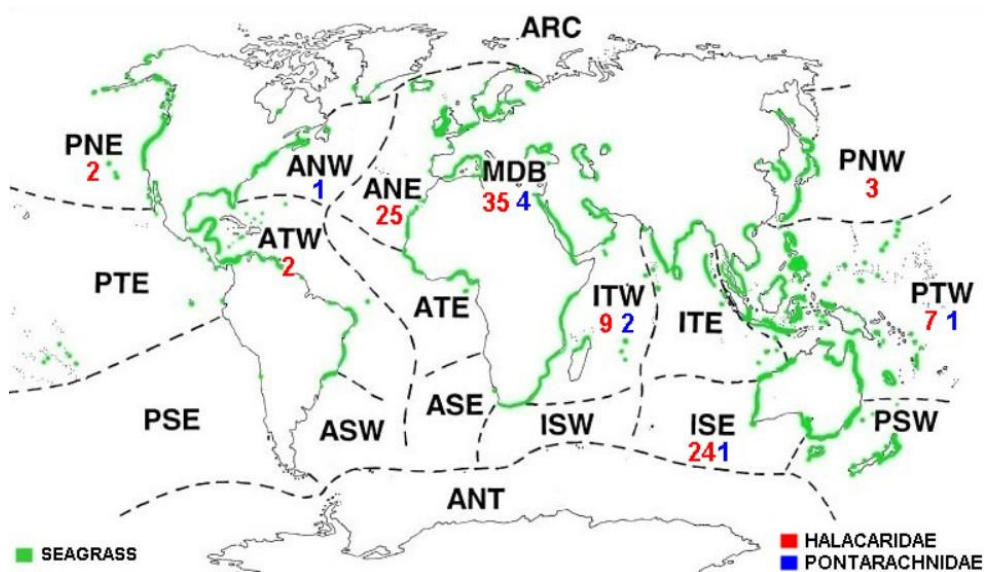 ARC
PNE
2
ANW
1
ANE
25
MDB
35 4
PNW
3
ATW
2
PTE
ATE
ITW
9 2
ITE
PTW
7 1
PSE
ASW
ASE
ISW
ISE
24 1
PSW
ANT
SEAGRASS
HALACARIDAE
PONTARACHNIDAE